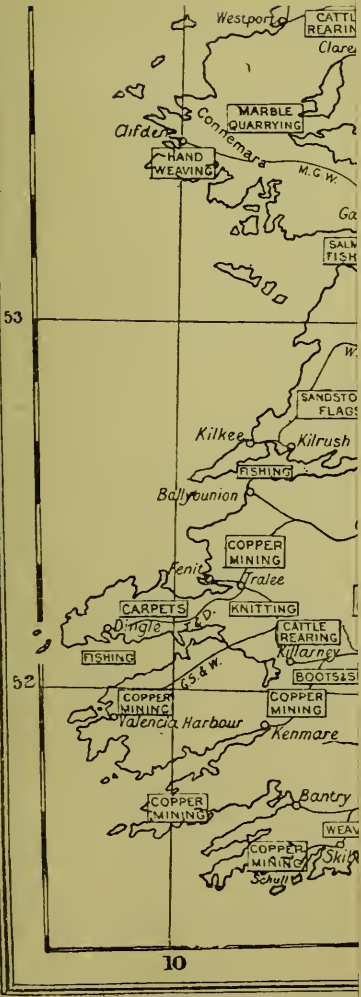 Westport
CATTL
REARIN
Clare
MARBLE
QUARRYING
Clifden
Connemara
HAND
WEAVING
M.G.W.
Ga
SALM
FISH
53
W
SANDSTO
FLAGS
Kilkee
Kilrush
FISHING
Ballybunion
COPPER
MINING
Fenit
Tralee
CARPETS
KNITTING
Dingle
T.& D.
CATTLE
REARING
FISHING
Killarney
52
G.S.& W.
BOOTS&S
COPPER
MINING
COPPER
MINING
Valencia Harbour
Kenmare
COPPER
MINING
Bantry
WEAV
COPPER
MINING
Skib
Schull
10